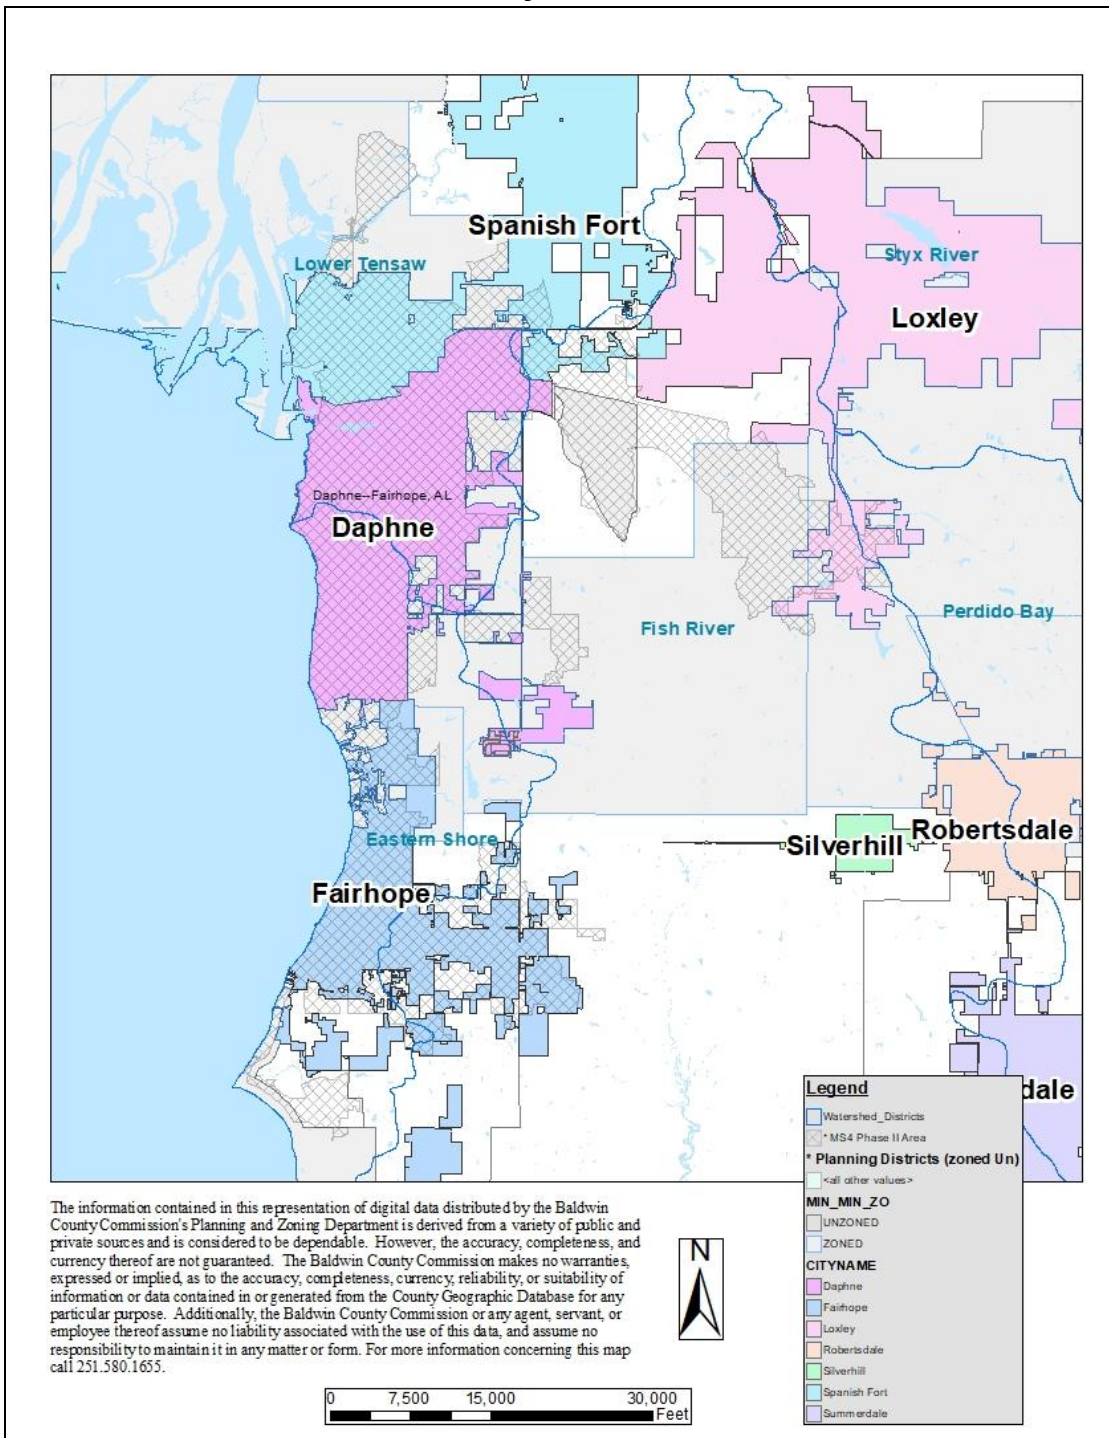 Spanish Fort
Lower Tensaw
Styx River
Loxley
Daphne--Fairhope, AL
Daphne
Perdido Bay
Fish River
Eastern Shore
Silverhill
Robertsdale
Fairhope
dale
Legend
Watershed_Districts
* MS4 Phase II Area
* Planning Districts (zoned Un)
<all other values>
MIN_MIN_ZO
UNZONED
ZONED
CITYNAME
Daphne
Fairhope
Loxley
Robertsdale
Silverhill
Spanish Fort
Summerdale
The information contained in this representation of digital data distributed by the Baldwin
County Commission's Planning and Zoning Department is derived from a variety of public and
private sources and is considered to be dependable. However, the accuracy, completeness, and
currency thereof are not guaranteed. The Baldwin County Commission makes no warranties,
expressed or implied, as to the accuracy, completeness, currency, reliability, or suitability of
information or data contained in or generated from the County Geographic Database for any
particular purpose. Additionally, the Baldwin County Commission or any agent, servant, or
employee thereof assume no liability associated with the use of this data, and assume no
responsibility to maintain it in any matter or form. For more information concerning this map
call 251.580.1655.
N
0 7,500 15,000 30,000
Feet